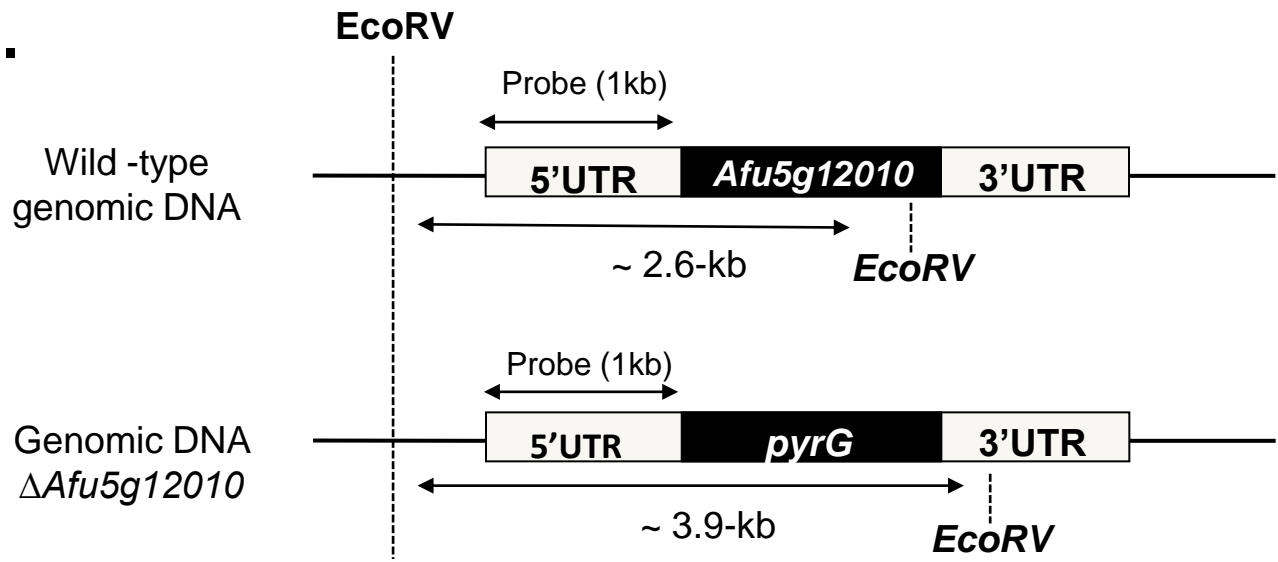 EcoRV
.
Probe (1kb)
Wild -type
genomic DNA
5’UTR Afu5g12010 3’UTR
~ 2.6-kb
EcoRV
Probe (1kb)
Genomic DNA
∆Afu5g12010
5’UTR pyrG 3’UTR
~ 3.9-kb
EcoRV